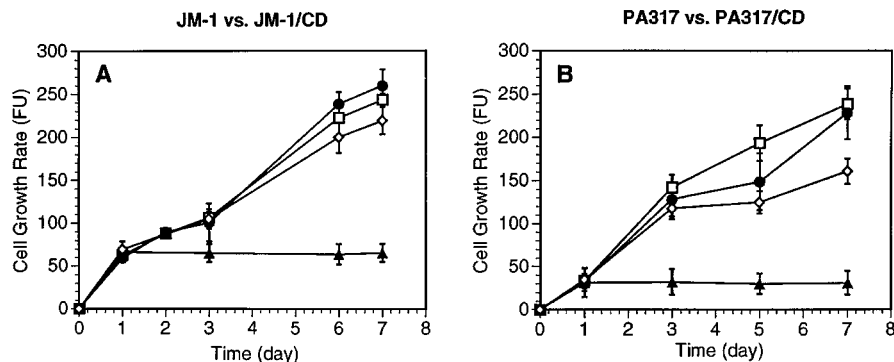 JM-1 vs. JM-1/CD
A
Cell Growth Rate (FU)
300
250
200
150
100
50
0
0 1 2 3 4 5 6 7 8
Time (day)
PA317 vs. PA317/CD
B
Cell Growth Rate (FU)
300
250
200
150
100
50
0
0 1 2 3 4 5 6 7 8
Time (day)